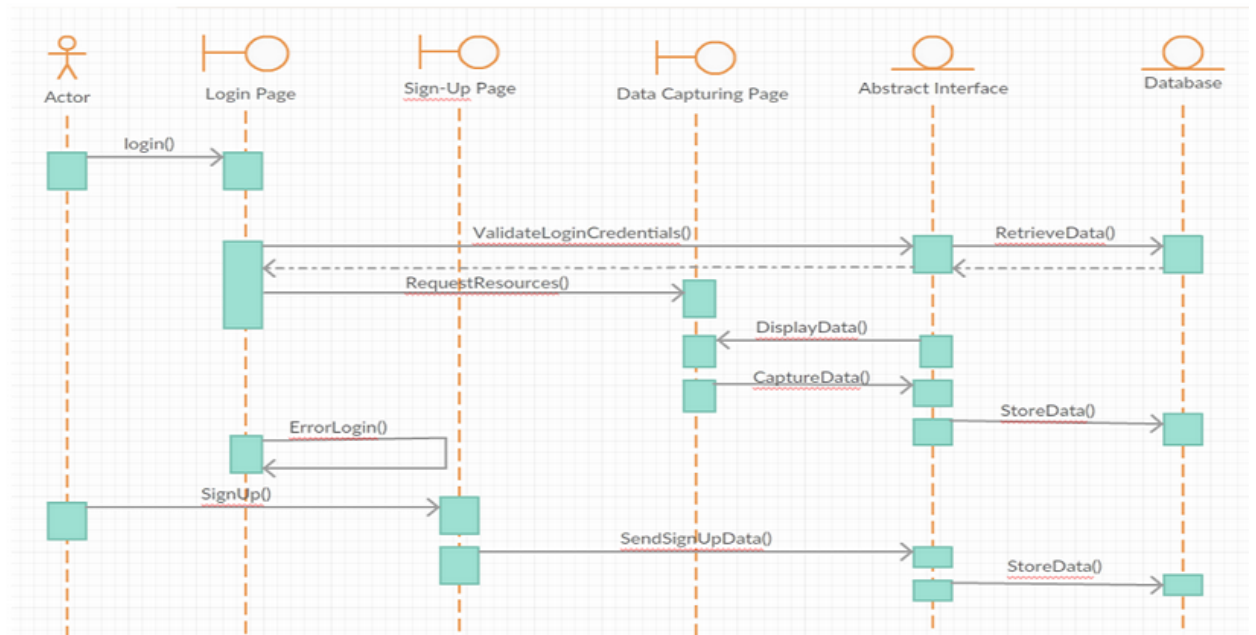 Actor
Login Page
Sign-Up Page
Data Capturing Page
Abstract Interface
Database
login()
ValidateLoginCredentials()
RetrieveData()
RequestResources()
DisplayData()
CaptureData()
StoreData()
ErrorLogin()
SignUp()
SendSignUpData()
StoreData()